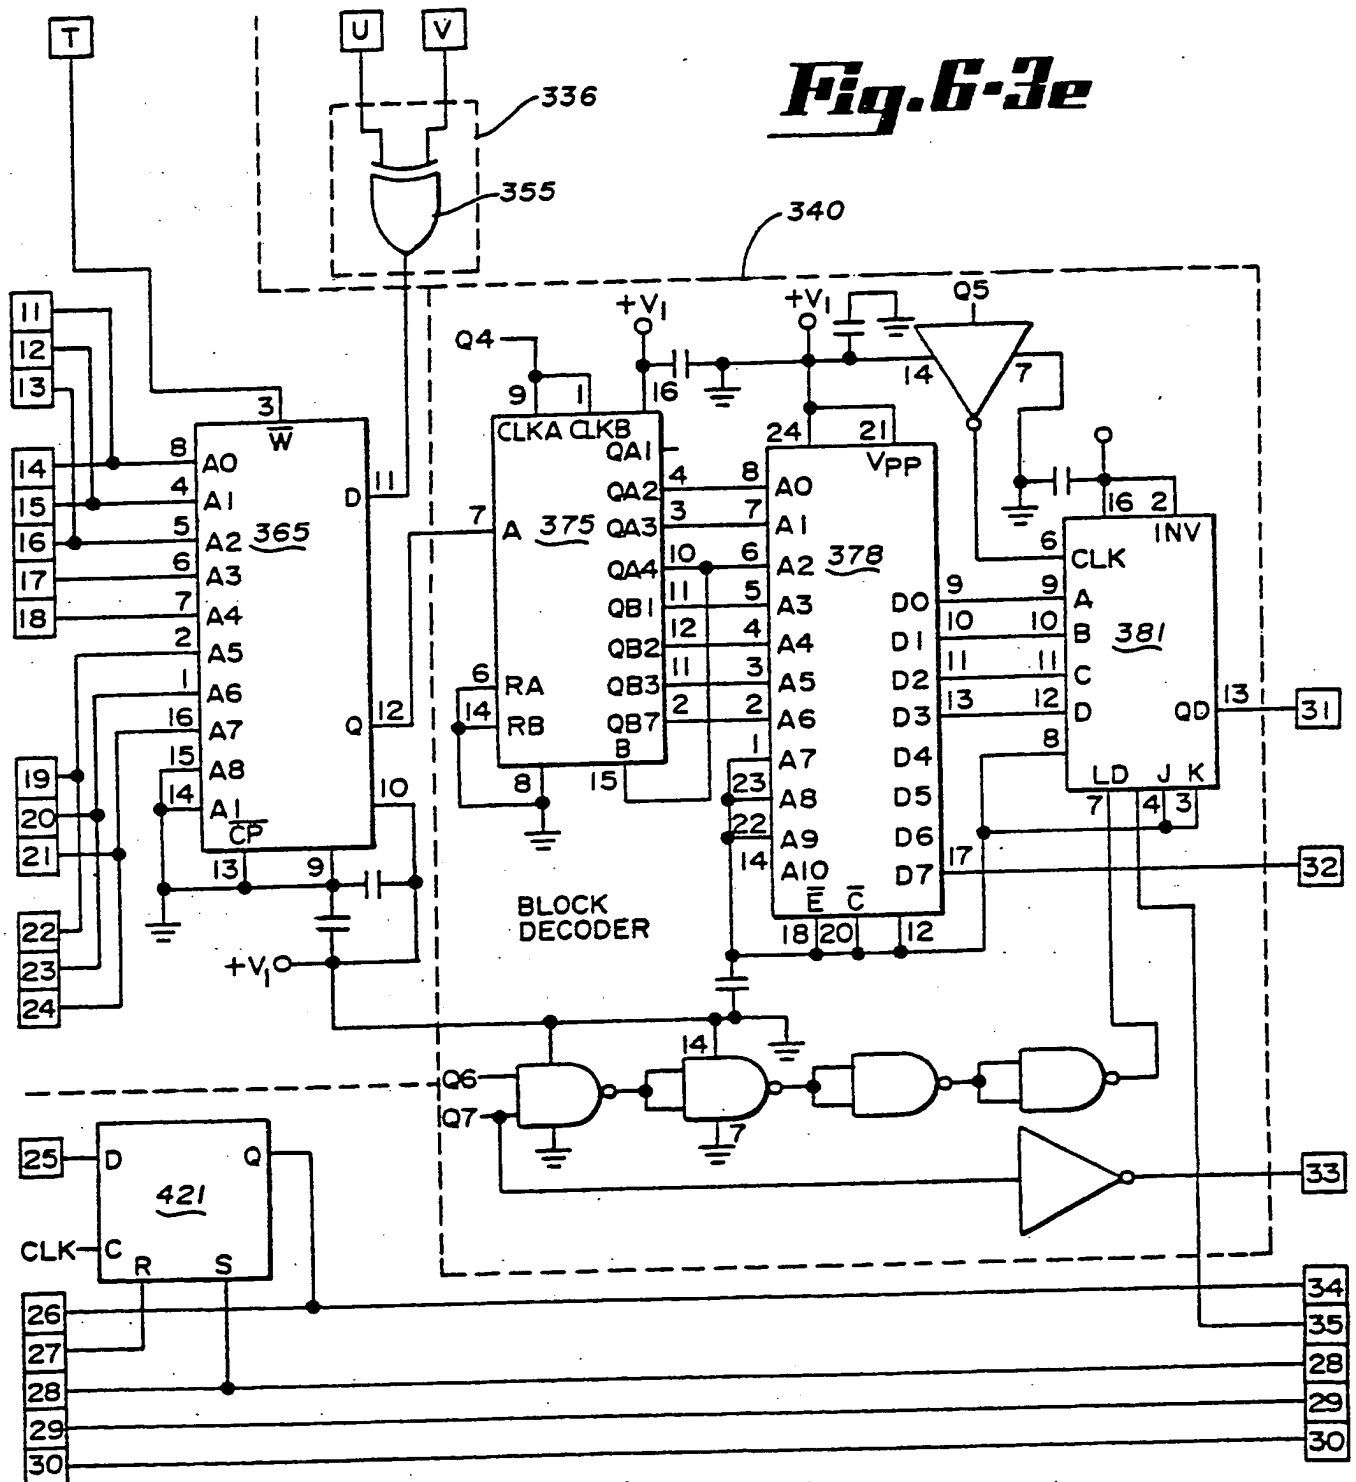 T
U
V
Fig. 6-3e
336
355
340
11
12
13
14
15
16
17
18
19
20
21
22
23
24
3
W̅
8 A0
4 A1
5 A2
6 A3
7 A4
2 A5
1 A6
16 A7
15 A8
14 A1
C̅P̅
13
9
365
D 11
Q 12
10
+V1
Q4
9
1
16
+V1
CLKA CLKB
QA1
QA2 4
QA3 3
QA4 10
QB1 11
QB2 12
QB3 11
QB7 2
7 A
375
6 RA
14 RB
B
8
15
BLOCK
DECODER
+V1
24
21
VPP
8 A0
7 A1
6 A2
5 A3
4 A4
3 A5
2 A6
1 A7
23 A8
22 A9
14 A10
378
D0 9
D1 10
D2 11
D3 13
D4
D5
D6
D7 17
E̅ C̅
18 20 12
Q5
14
7
16 2
INV
6 CLK
9 A
10 B
11 C
12 D
8
381
QD 13
LD J K
7 4 3
31
32
14
Q6
Q7
7
33
25
D Q
421
CLK C
R S
26
27
28
29
30
34
35
28
29
30